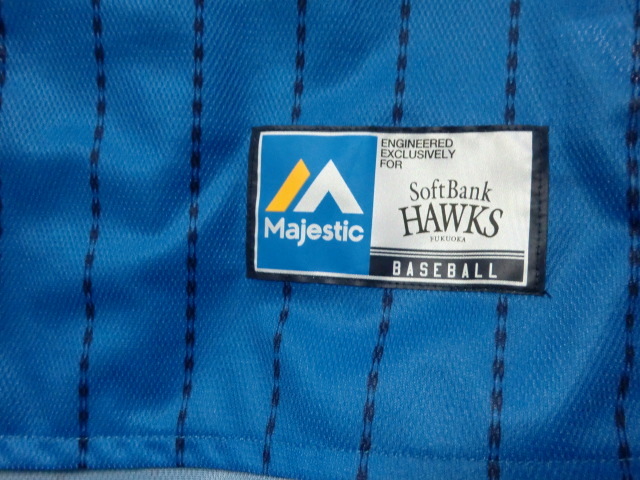 Majestic
ENGINEERED
EXCLUSIVELY
FOR
SoftBank
HAWKS
FUKUOKA
BASEBALL